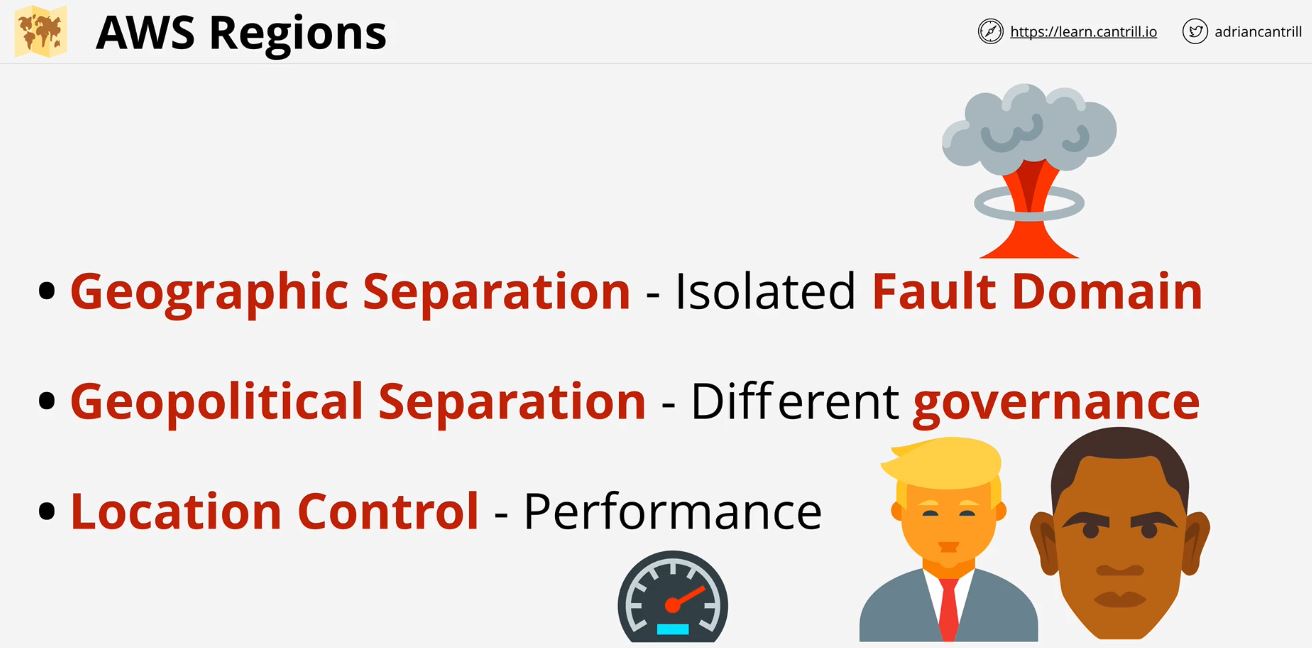 AWS Regions
https://learn.cantrill.io
adriancantrill
• Geographic Separation - Isolated Fault Domain
• Geopolitical Separation - Different governance
• Location Control - Performance